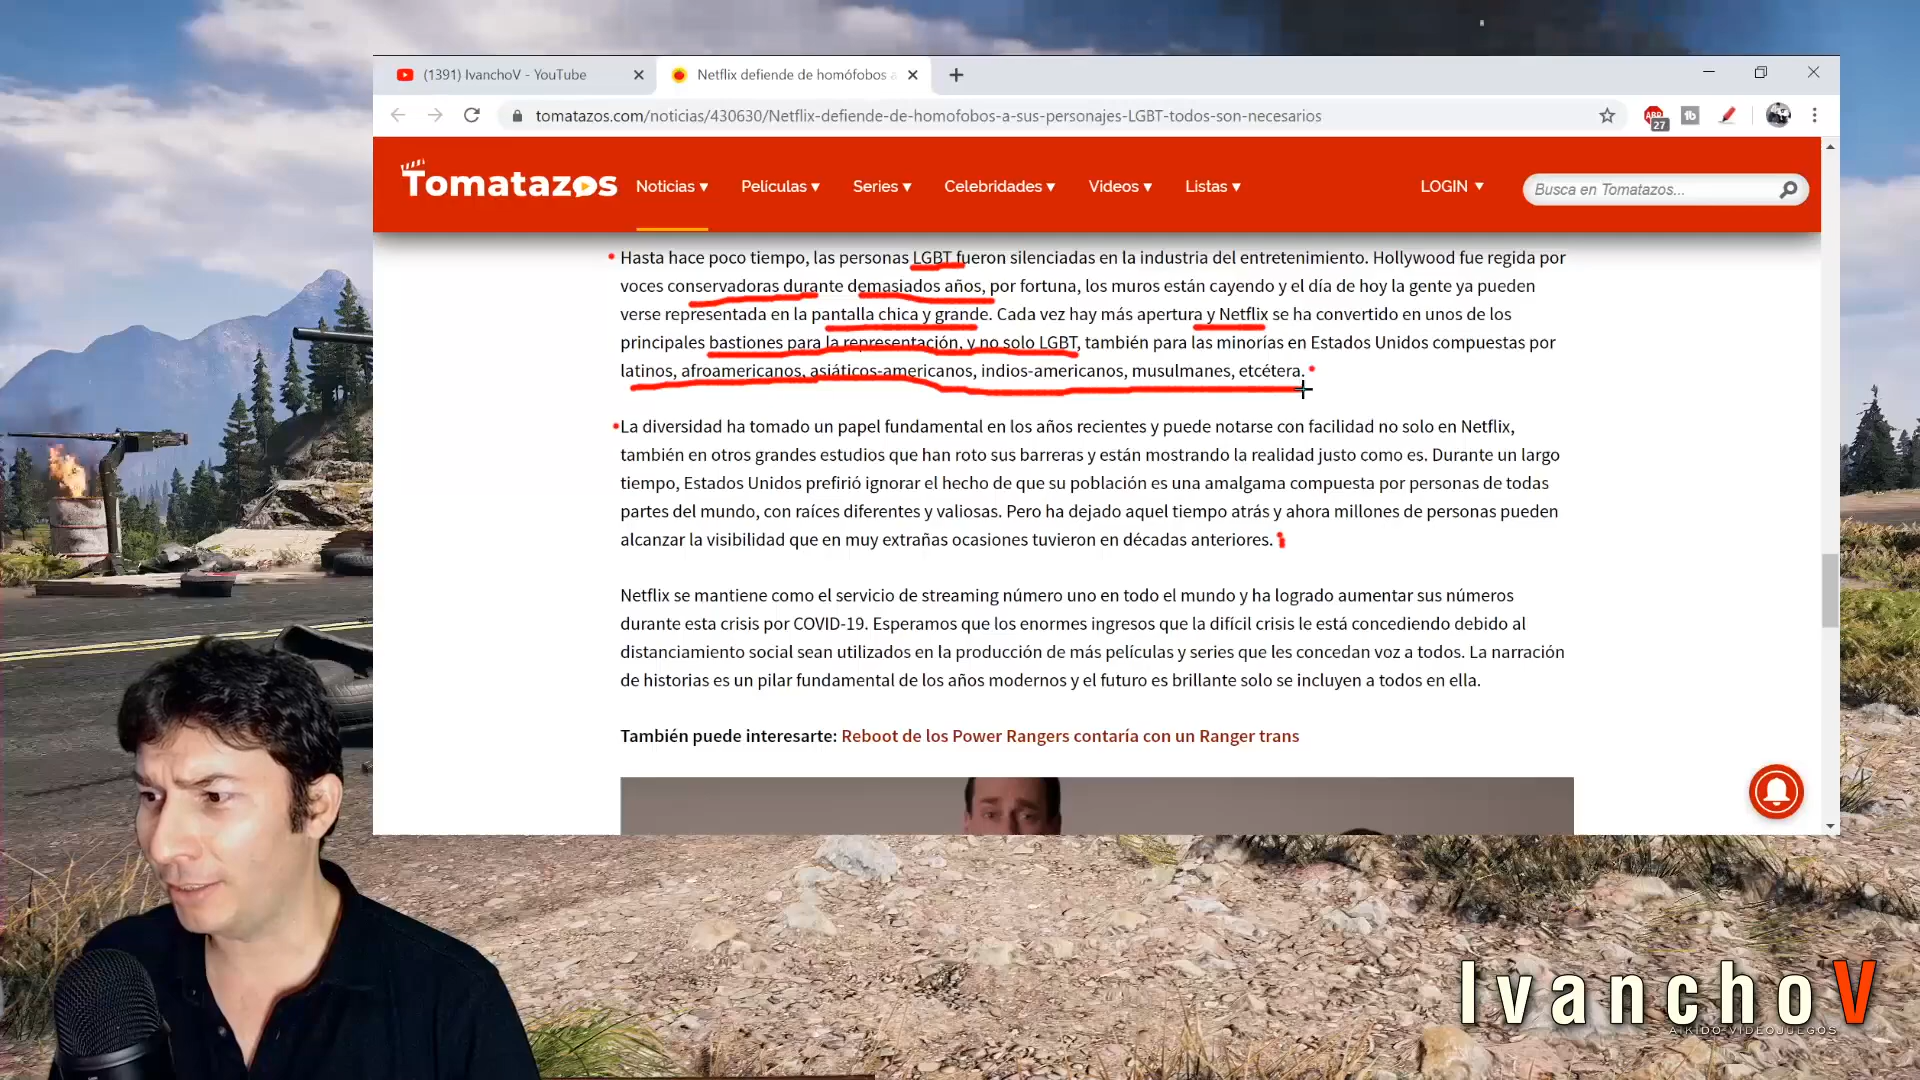 (1391) IvanchoV - YouTube
Netflix defiende de homófobos a
tomatazos.com/noticias/430630/Netflix-defiende-de-homofobos-a-sus-personajes-LGBT-todos-son-necesarios
ABP
27
tb
Tomatazos
Noticias ▾
Películas ▾
Series ▾
Celebridades ▾
Videos ▾
Listas ▾
LOGIN ▾
Busca en Tomatazos...
Hasta hace poco tiempo, las personas LGBT fueron silenciadas en la industria del entretenimiento. Hollywood fue regida por
voces conservadoras durante demasiados años, por fortuna, los muros están cayendo y el día de hoy la gente ya pueden
verse representada en la pantalla chica y grande. Cada vez hay más apertura y Netflix se ha convertido en unos de los
principales bastiones para la representación, y no solo LGBT, también para las minorías en Estados Unidos compuestas por
latinos, afroamericanos, asiáticos-americanos, indios-americanos, musulmanes, etcétera.
La diversidad ha tomado un papel fundamental en los años recientes y puede notarse con facilidad no solo en Netflix,
también en otros grandes estudios que han roto sus barreras y están mostrando la realidad justo como es. Durante un largo
tiempo, Estados Unidos prefirió ignorar el hecho de que su población es una amalgama compuesta por personas de todas
partes del mundo, con raíces diferentes y valiosas. Pero ha dejado aquel tiempo atrás y ahora millones de personas pueden
alcanzar la visibilidad que en muy extrañas ocasiones tuvieron en décadas anteriores.
Netflix se mantiene como el servicio de streaming número uno en todo el mundo y ha logrado aumentar sus números
durante esta crisis por COVID-19. Esperamos que los enormes ingresos que la difícil crisis le está concediendo debido al
distanciamiento social sean utilizados en la producción de más películas y series que les concedan voz a todos. La narración
de historias es un pilar fundamental de los años modernos y el futuro es brillante solo se incluyen a todos en ella.
También puede interesarte: Reboot de los Power Rangers contaría con un Ranger trans
IvanchoV
AIKIDO-VIDEOJUEGOS